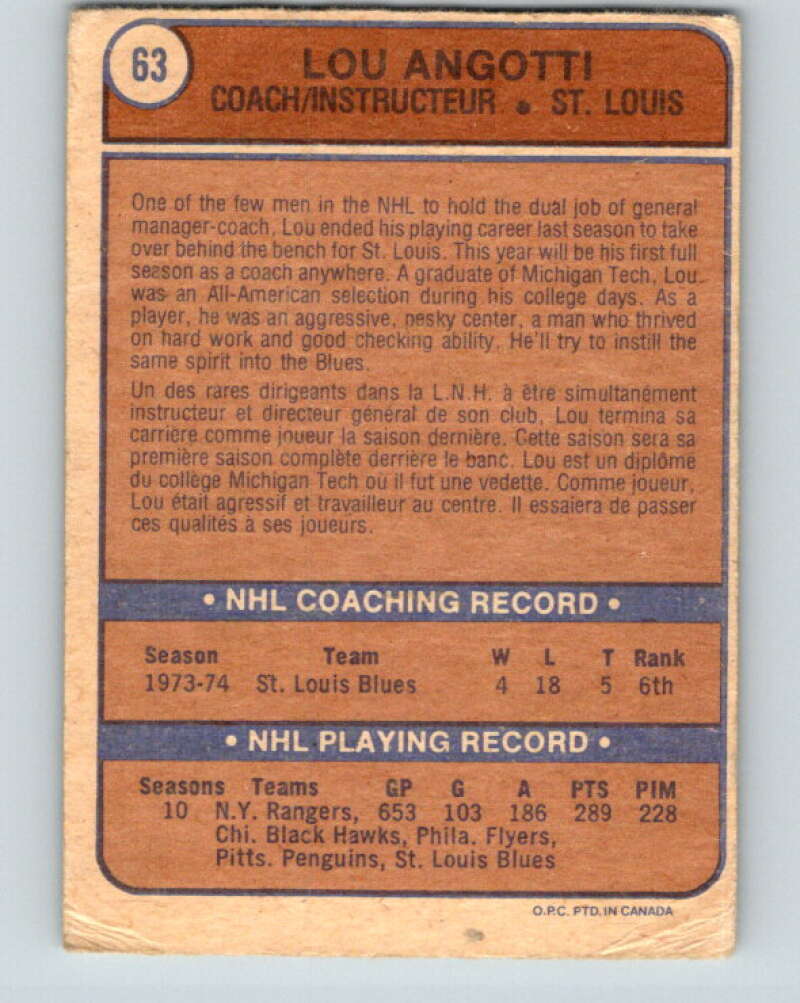 63
LOU ANGOTTI
COACH/INSTRUCTEUR • ST. LOUIS
One of the few men in the NHL to hold the dual job of general
manager-coach, Lou ended his playing career last season to take
over behind the bench for St. Louis. This year will be his first full
season as a coach anywhere. A graduate of Michigan Tech, Lou
was an All-American selection during his college days. As a
player, he was an aggressive, pesky center, a man who thrived
on hard work and good checking ability. He'll try to instill the
same spirit into the Blues.
Un des rares dirigeants dans la L.N.H. à être simultanément
instructeur et directeur général de son club, Lou termina sa
carrière comme joueur la saison dernière. Cette saison sera sa
première saison complète derrière le banc. Lou est un diplômé
du collège Michigan Tech où il fut une vedette. Comme joueur,
Lou était agressif et travailleur au centre. Il essaiera de passer
ces qualités à ses joueurs.
• NHL COACHING RECORD •
Season Team W L T Rank
1973-74 St. Louis Blues 4 18 5 6th
• NHL PLAYING RECORD •
Seasons Teams GP G A PTS PIM
10 N.Y. Rangers, 653 103 186 289 228
Chi. Black Hawks, Phila. Flyers,
Pitts. Penguins, St. Louis Blues
O.P.C. PTD. IN CANADA